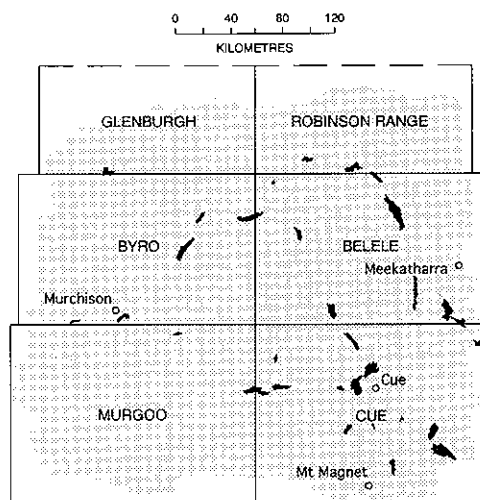 0 40 80 120
KILOMETRES
GLENBURGH ROBINSON RANGE
BYRO BELELE
Meekatharra
Murchison
Cue
MURGOO CUE
Mt Magnet